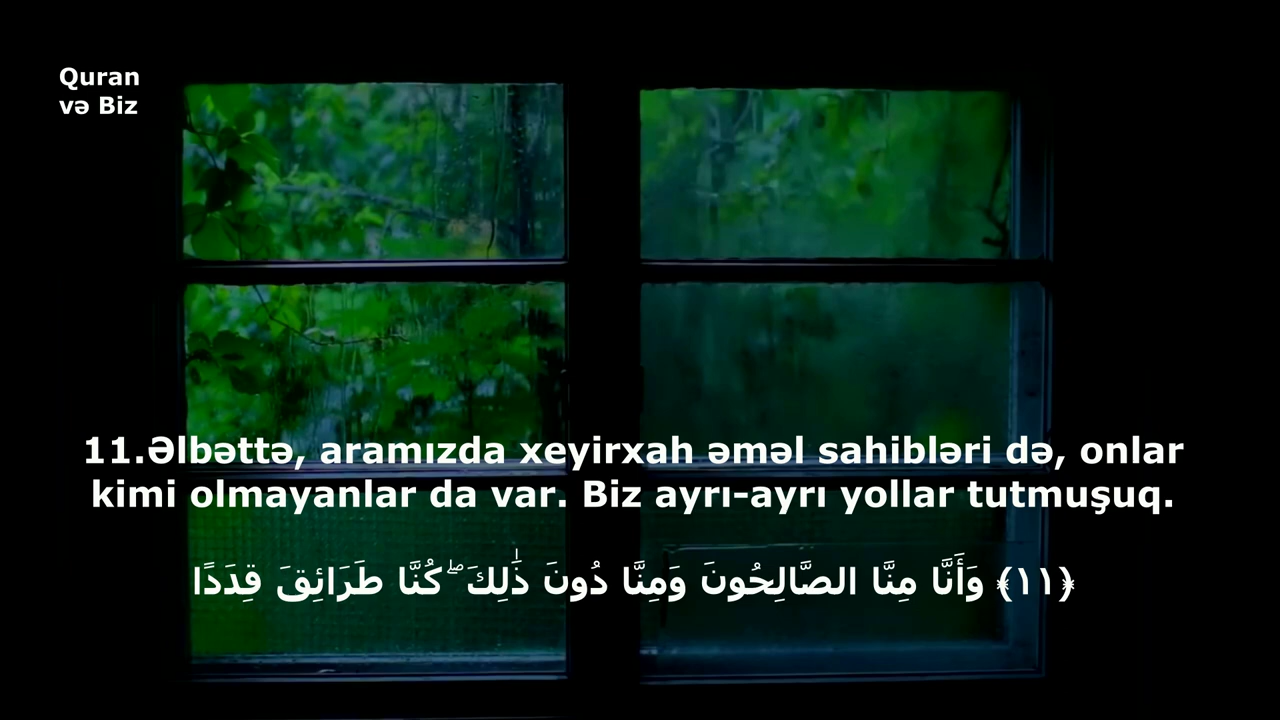 Quran
və Biz
11.Əlbəttə, aramızda xeyirxah əməl sahibləri də, onlar
kimi olmayanlar da var. Biz ayrı-ayrı yollar tutmuşuq.
﴿١١﴾ وَأَنَّا مِنَّا الصَّالِحُونَ وَمِنَّا دُونَ ذَٰلِكَ ۖ كُنَّا طَرَائِقَ قِدَدًا